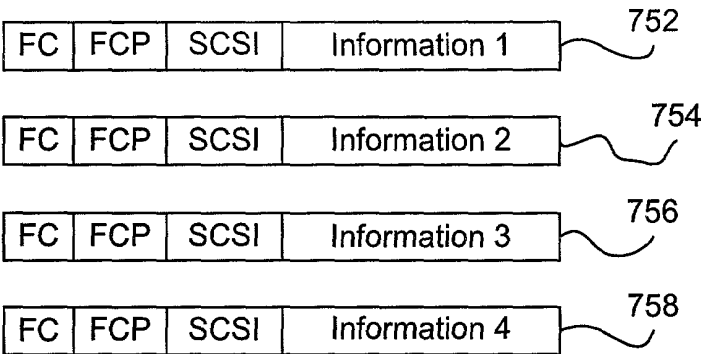 752
FC FCP SCSI Information 1
754
FC FCP SCSI Information 2
756
FC FCP SCSI Information 3
758
FC FCP SCSI Information 4